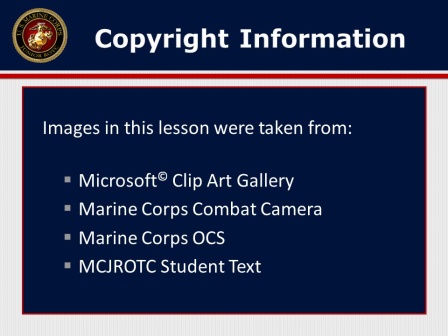 Copyright Information
Images in this lesson were taken from:
Microsoft© Clip Art Gallery
Marine Corps Combat Camera
Marine Corps OCS
MCJROTC Student Text